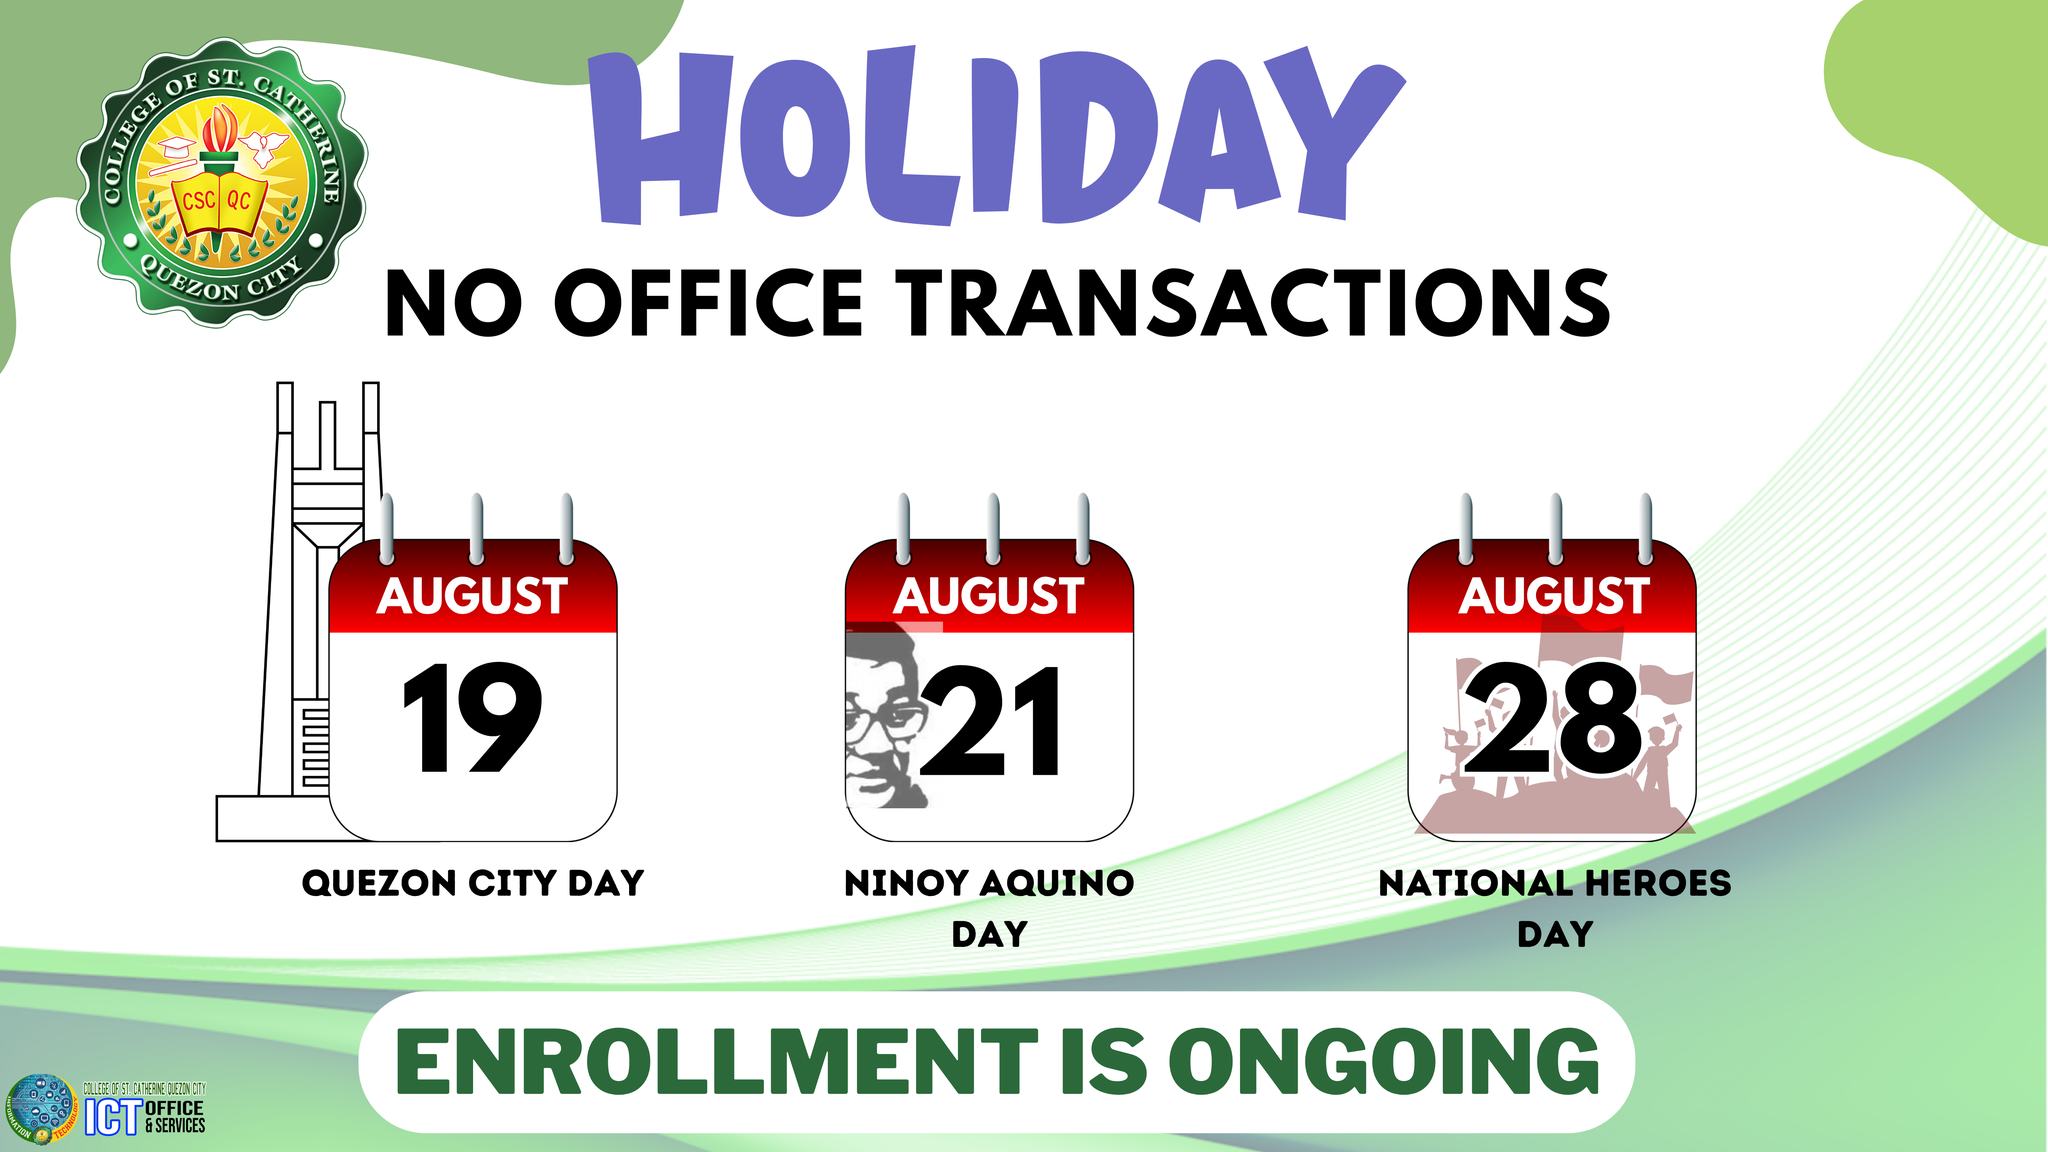 COLLEGE OF ST. CATHERINE
CSC QC
QUEZON CITY
HOLIDAY
NO OFFICE TRANSACTIONS
AUGUST
19
QUEZON CITY DAY
AUGUST
21
NINOY AQUINO
DAY
AUGUST
28
NATIONAL HEROES
DAY
ENROLLMENT IS ONGOING
INFORMATION
TECHNOLOGY
COLLEGE OF ST. CATHERINE QUEZON CITY
ICT OFFICE
& SERVICES